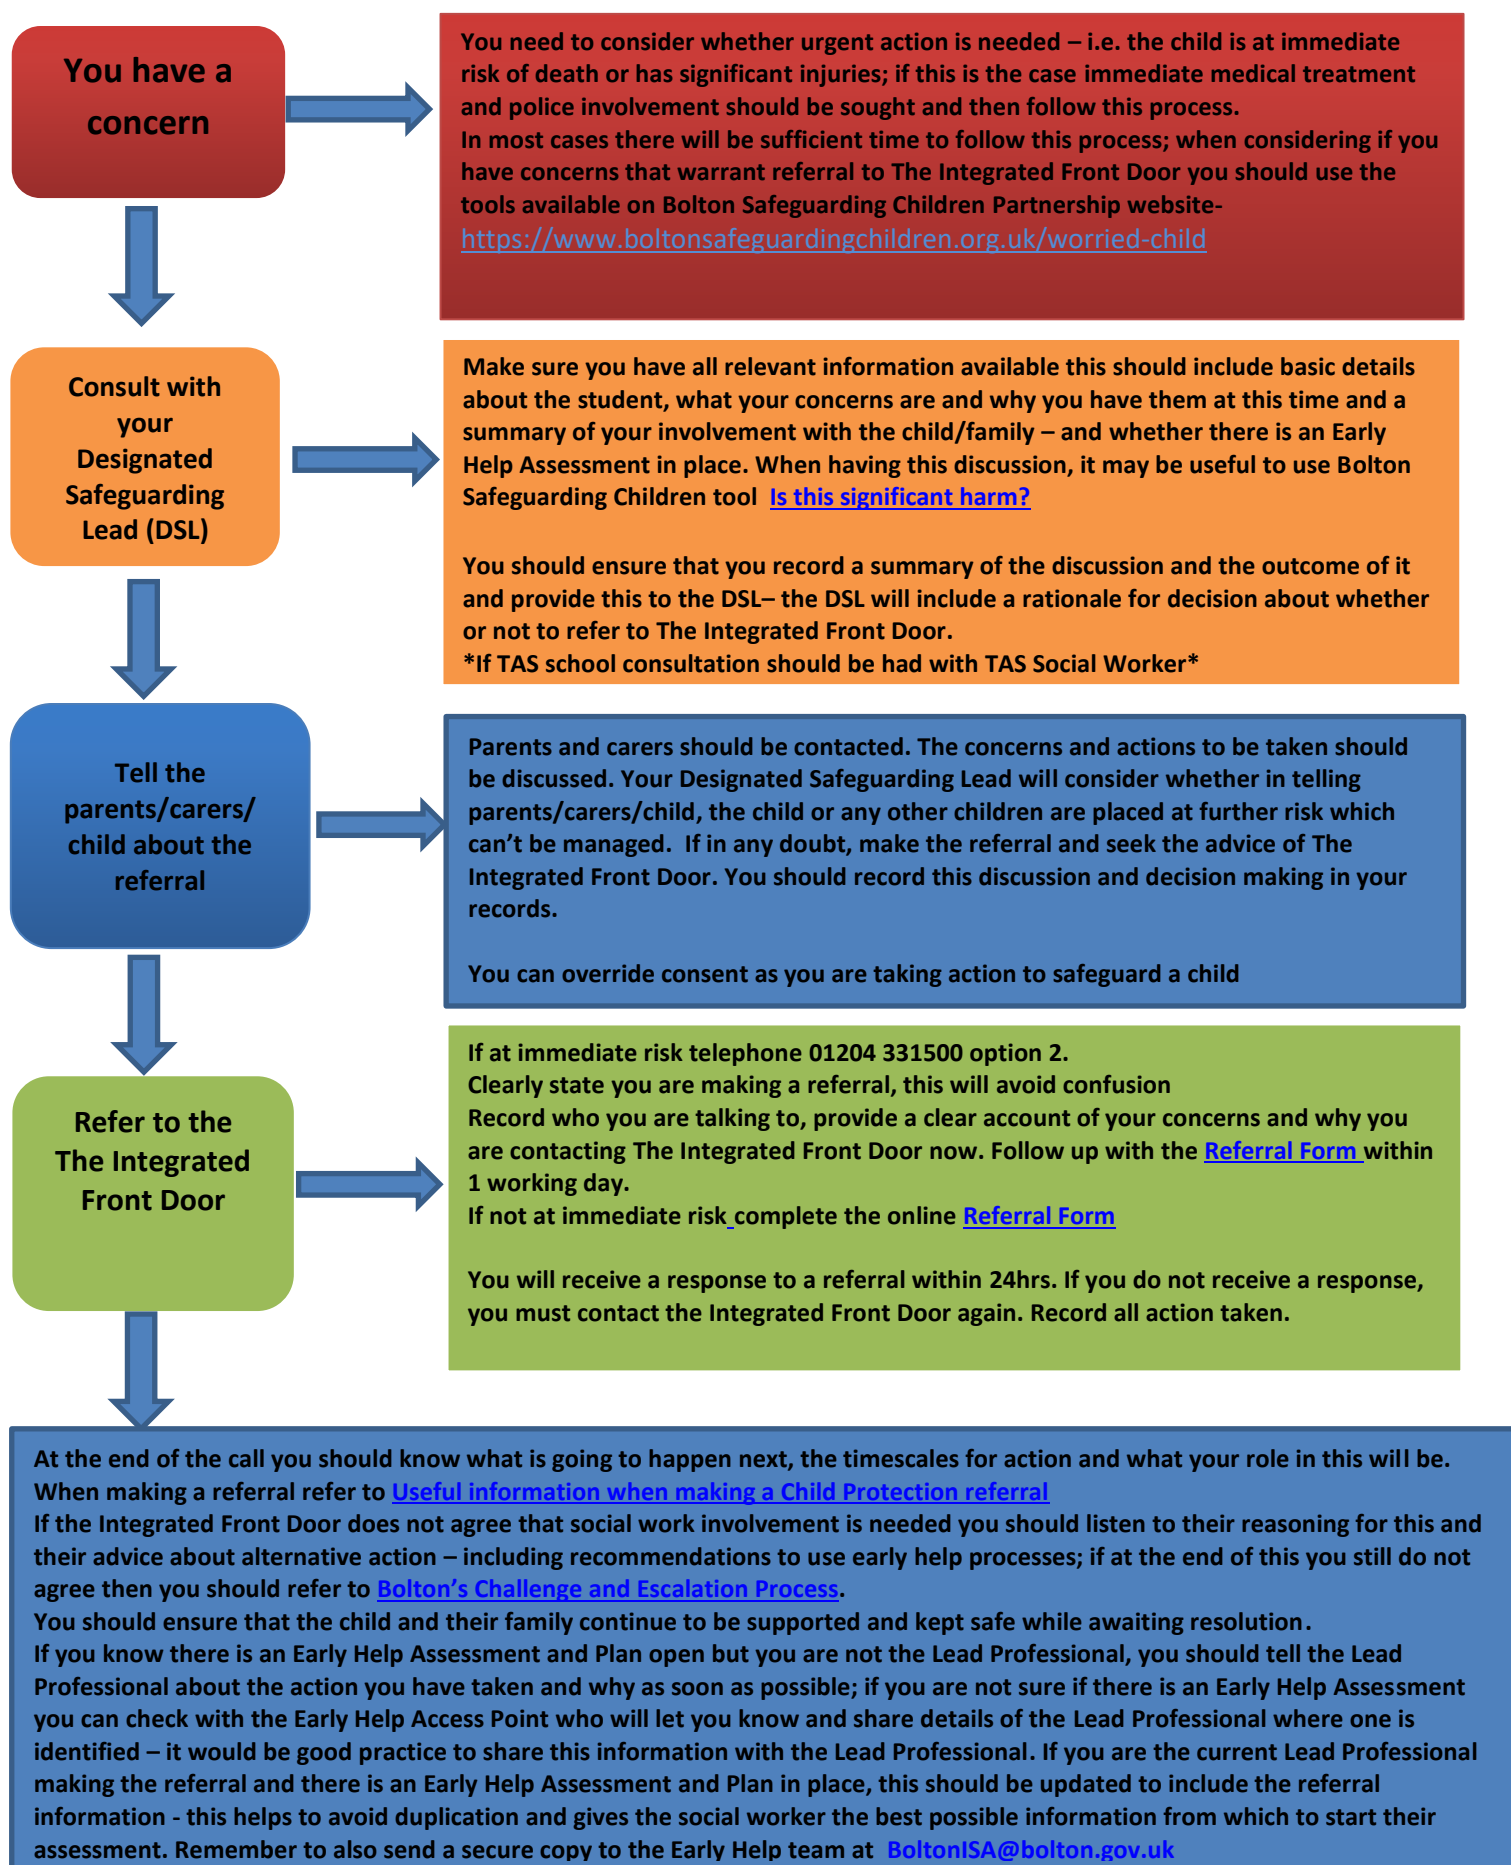 You have a
concern
You need to consider whether urgent action is needed – i.e. the child is at immediate
risk of death or has significant injuries; if this is the case immediate medical treatment
and police involvement should be sought and then follow this process.
In most cases there will be sufficient time to follow this process; when considering if you
have concerns that warrant referral to The Integrated Front Door you should use the
tools available on Bolton Safeguarding Children Partnership website-
https://www.boltonsafeguardingchildren.org.uk/worried-child
Consult with
your
Designated
Safeguarding
Lead (DSL)
Make sure you have all relevant information available this should include basic details
about the student, what your concerns are and why you have them at this time and a
summary of your involvement with the child/family – and whether there is an Early
Help Assessment in place. When having this discussion, it may be useful to use Bolton
Safeguarding Children tool Is this significant harm?
You should ensure that you record a summary of the discussion and the outcome of it
and provide this to the DSL– the DSL will include a rationale for decision about whether
or not to refer to The Integrated Front Door.
*If TAS school consultation should be had with TAS Social Worker*
Tell the
parents/carers/
child about the
referral
Parents and carers should be contacted. The concerns and actions to be taken should
be discussed. Your Designated Safeguarding Lead will consider whether in telling
parents/carers/child, the child or any other children are placed at further risk which
can’t be managed. If in any doubt, make the referral and seek the advice of The
Integrated Front Door. You should record this discussion and decision making in your
records.
You can override consent as you are taking action to safeguard a child
Refer to the
The Integrated
Front Door
If at immediate risk telephone 01204 331500 option 2.
Clearly state you are making a referral, this will avoid confusion
Record who you are talking to, provide a clear account of your concerns and why you
are contacting The Integrated Front Door now. Follow up with the Referral Form within
1 working day.
If not at immediate risk complete the online Referral Form
You will receive a response to a referral within 24hrs. If you do not receive a response,
you must contact the Integrated Front Door again. Record all action taken.
At the end of the call you should know what is going to happen next, the timescales for action and what your role in this will be.
When making a referral refer to Useful information when making a Child Protection referral
If the Integrated Front Door does not agree that social work involvement is needed you should listen to their reasoning for this and
their advice about alternative action – including recommendations to use early help processes; if at the end of this you still do not
agree then you should refer to Bolton’s Challenge and Escalation Process.
You should ensure that the child and their family continue to be supported and kept safe while awaiting resolution.
If you know there is an Early Help Assessment and Plan open but you are not the Lead Professional, you should tell the Lead
Professional about the action you have taken and why as soon as possible; if you are not sure if there is an Early Help Assessment
you can check with the Early Help Access Point who will let you know and share details of the Lead Professional where one is
identified – it would be good practice to share this information with the Lead Professional. If you are the current Lead Professional
making the referral and there is an Early Help Assessment and Plan in place, this should be updated to include the referral
information - this helps to avoid duplication and gives the social worker the best possible information from which to start their
assessment. Remember to also send a secure copy to the Early Help team at BoltonISA@bolton.gov.uk